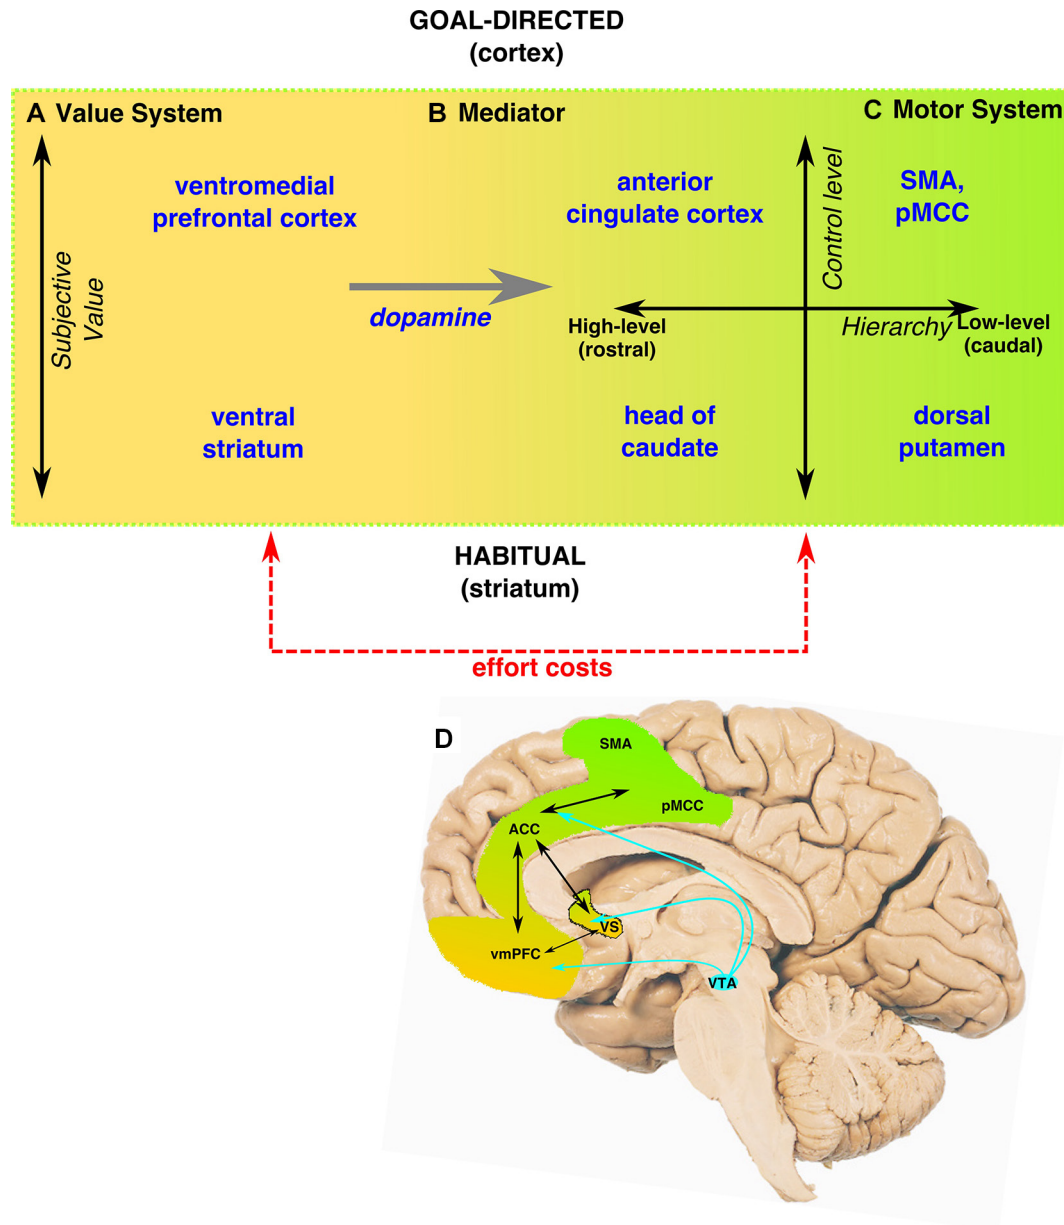 GOAL-DIRECTED
(cortex)
A Value System
B Mediator
C Motor System
ventromedial
prefrontal cortex
anterior
cingulate cortex
SMA,
pMCC
Control level
Subjective
Value
dopamine
High-level
(rostral)
Hierarchy
Low-level
(caudal)
ventral
striatum
head of
caudate
dorsal
putamen
HABITUAL
(striatum)
effort costs
D
SMA
pMCC
ACC
VS
vmPFC
VTA